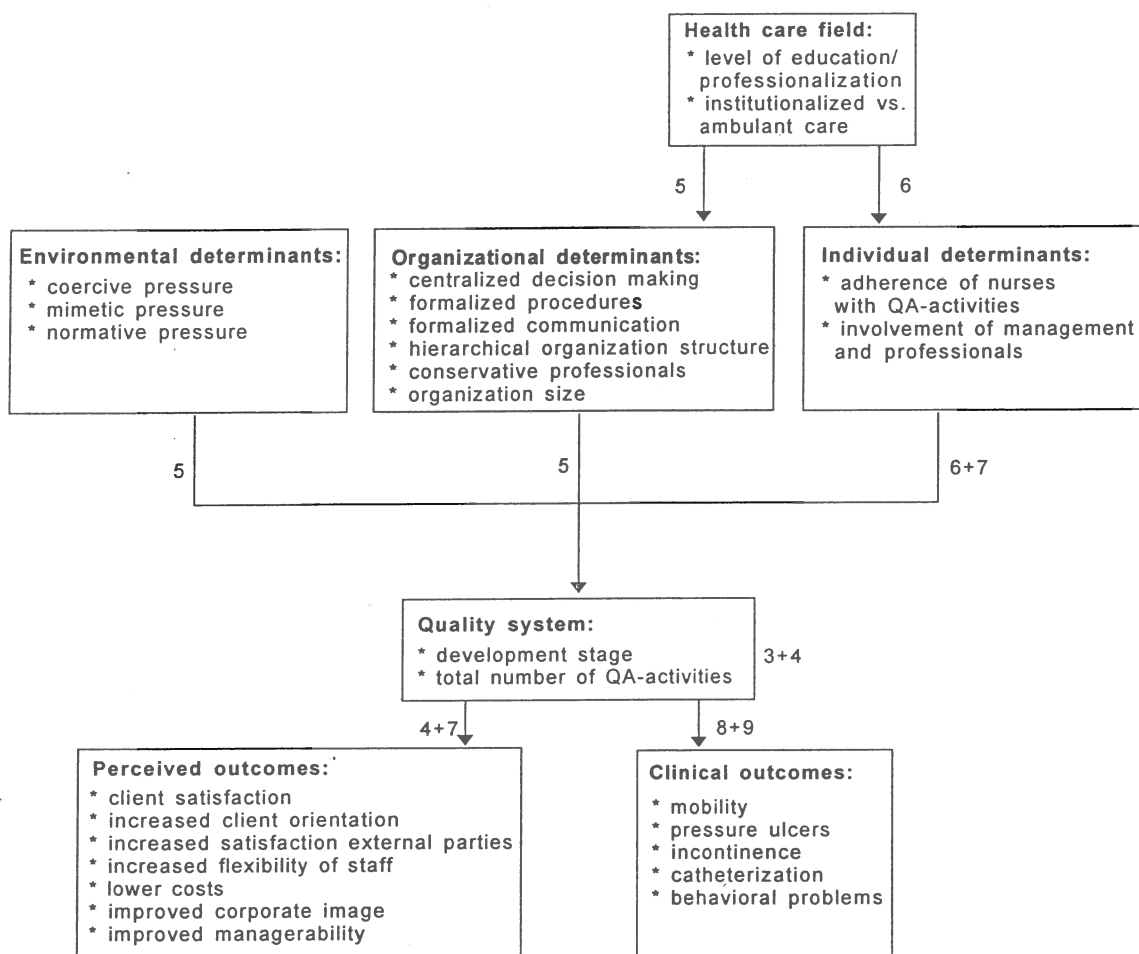 Health care field:
* level of education/
professionalization
* institutionalized vs.
ambulant care
5
6
Environmental determinants:
* coercive pressure
* mimetic pressure
* normative pressure
Organizational determinants:
* centralized decision making
* formalized procedures
* formalized communication
* hierarchical organization structure
* conservative professionals
* organization size
Individual determinants:
* adherence of nurses
with QA-activities
* involvement of management
and professionals
5
5
6+7
Quality system:
* development stage
* total number of QA-activities
3+4
4+7
8+9
Perceived outcomes:
* client satisfaction
* increased client orientation
* increased satisfaction external parties
* increased flexibility of staff
* lower costs
* improved corporate image
* improved managerability
Clinical outcomes:
* mobility
* pressure ulcers
* incontinence
* catheterization
* behavioral problems